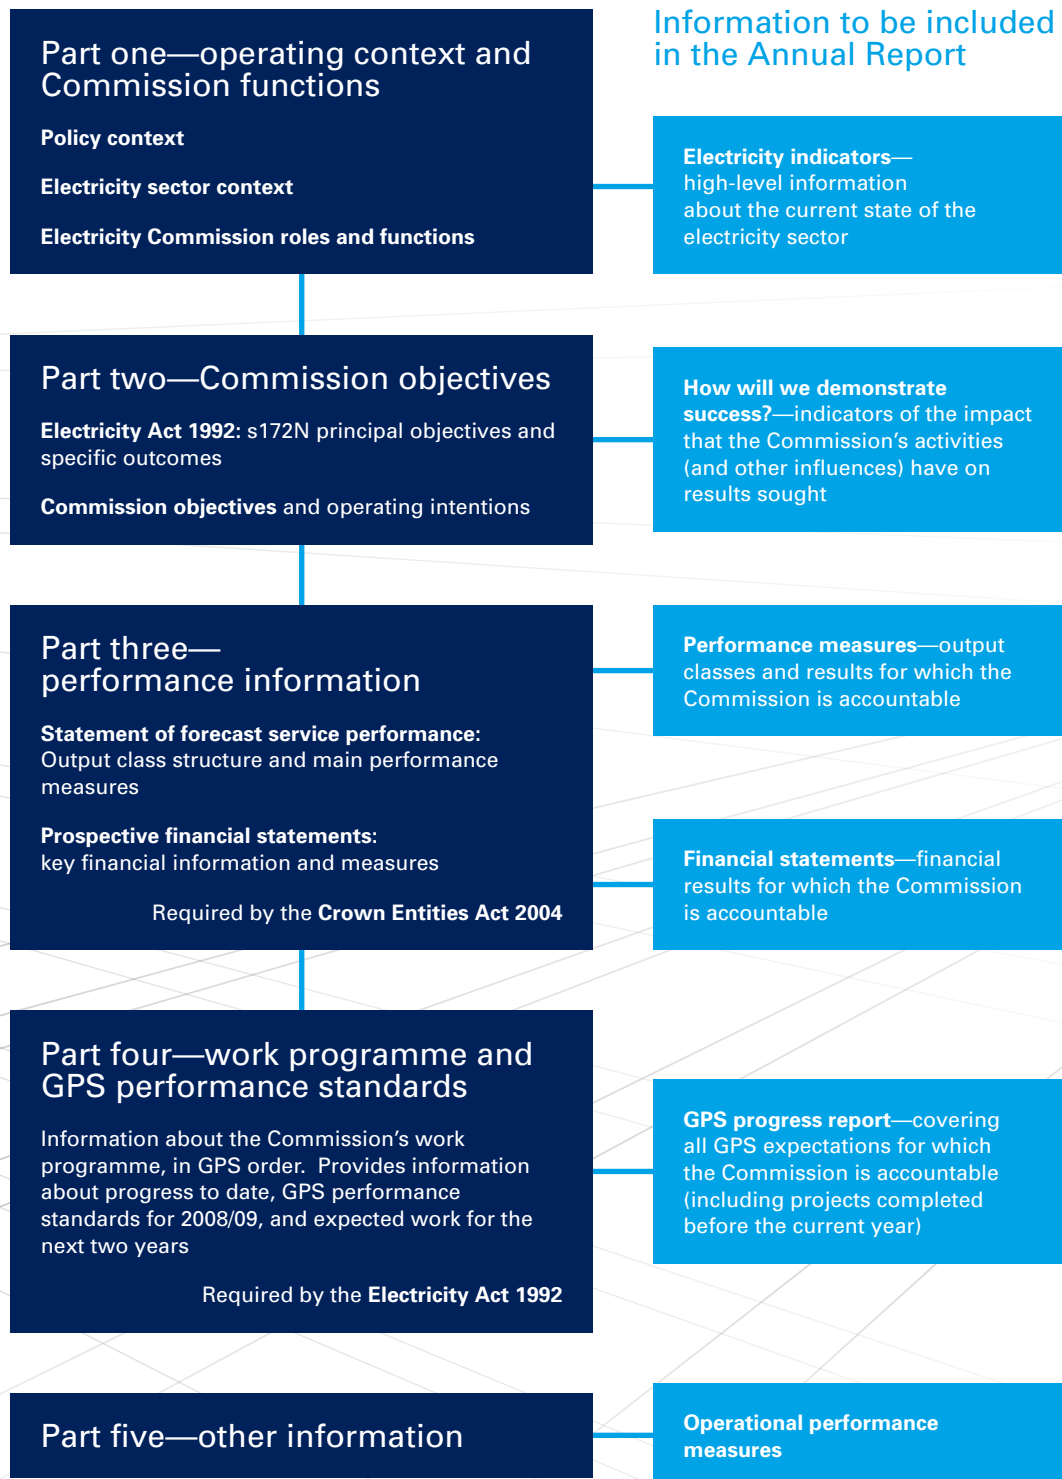 Part one—operating context and
Commission functions
Policy context
Electricity sector context
Electricity Commission roles and functions
Information to be included
in the Annual Report
Electricity indicators—
high-level information
about the current state of the
electricity sector
Part two—Commission objectives
Electricity Act 1992: s172N principal objectives and
specific outcomes
Commission objectives and operating intentions
How will we demonstrate
success?—indicators of the impact
that the Commission's activities
(and other influences) have on
results sought
Part three—
performance information
Statement of forecast service performance:
Output class structure and main performance
measures
Prospective financial statements:
key financial information and measures
Required by the Crown Entities Act 2004
Performance measures—output
classes and results for which the
Commission is accountable
Financial statements—financial
results for which the Commission
is accountable
Part four—work programme and
GPS performance standards
Information about the Commission's work
programme, in GPS order.  Provides information
about progress to date, GPS performance
standards for 2008/09, and expected work for the
next two years
Required by the Electricity Act 1992
GPS progress report—covering
all GPS expectations for which
the Commission is accountable
(including projects completed
before the current year)
Part five—other information
Operational performance
measures